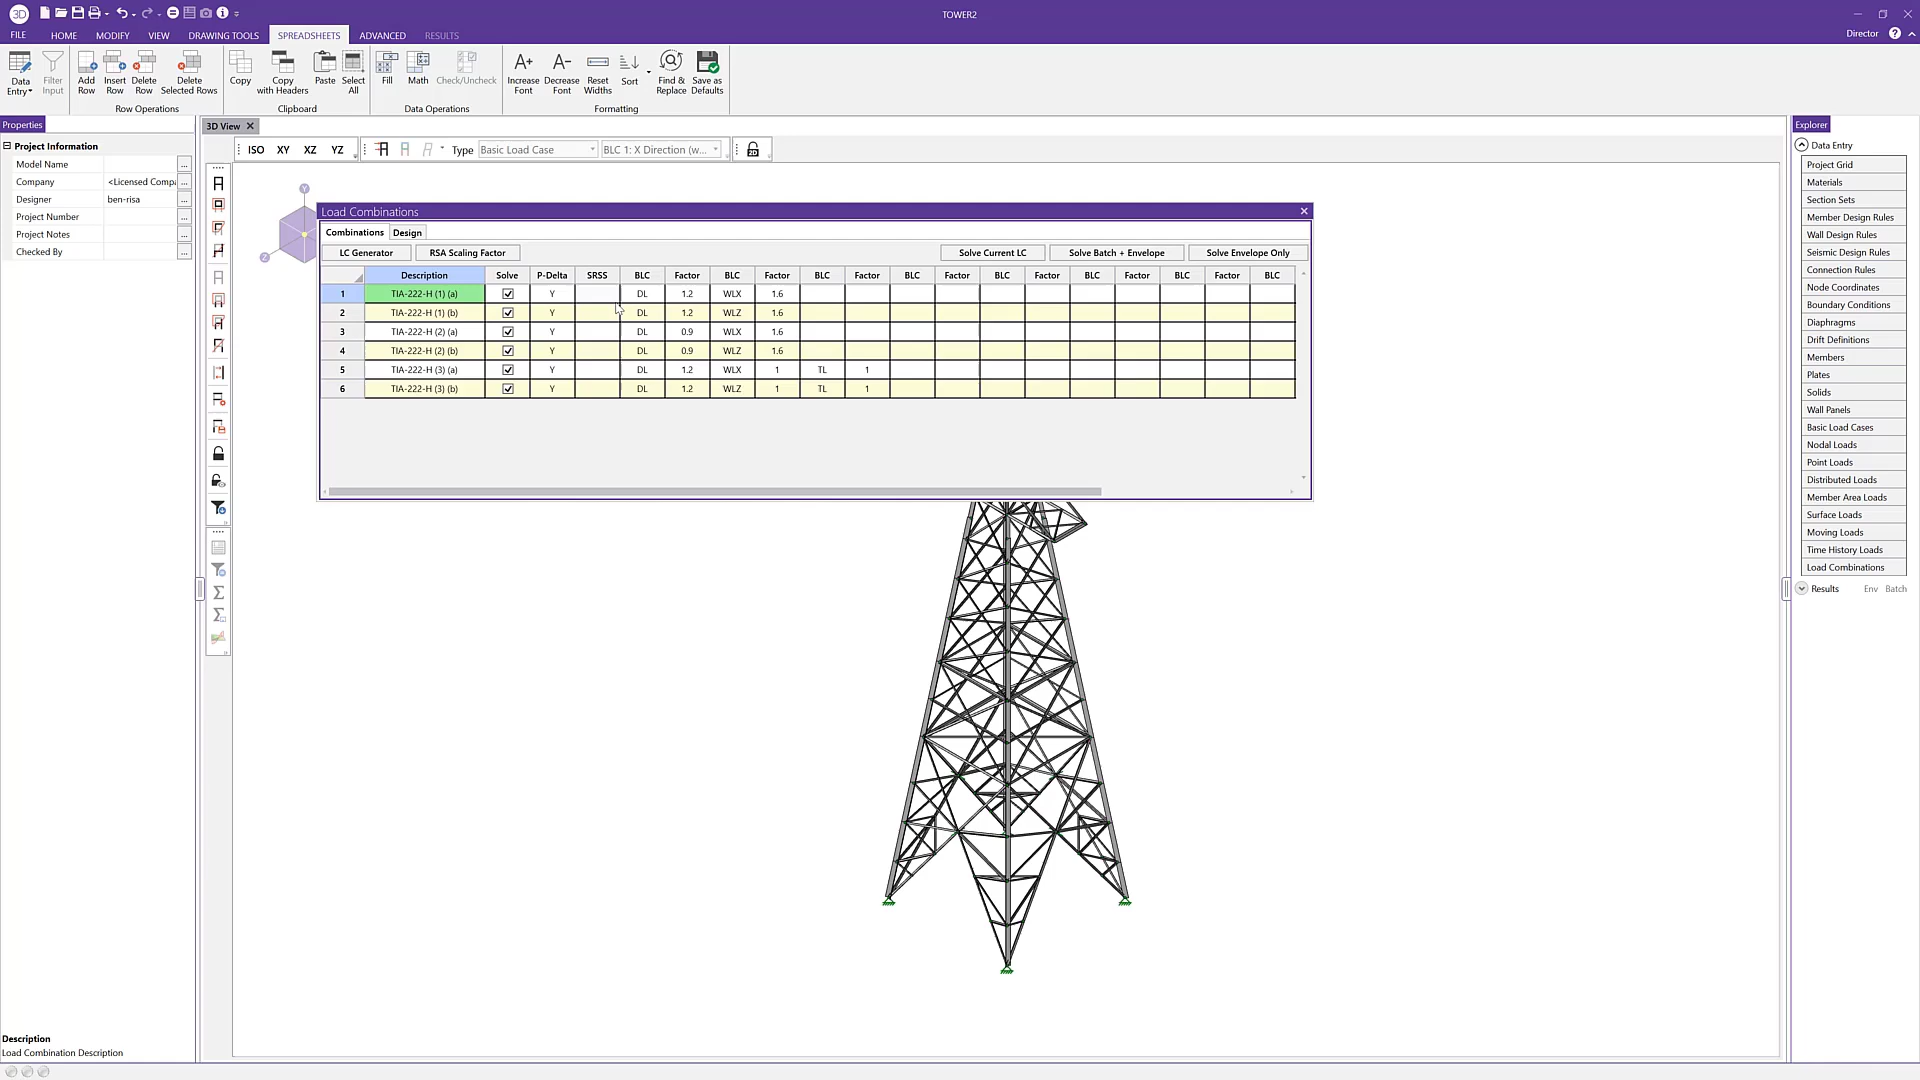 3D
TOWER2
FILE HOME MODIFY VIEW DRAWING TOOLS SPREADSHEETS ADVANCED RESULTS
Director
Data Entry Filter Input
Add Row Insert Row Delete Row Delete Selected Rows
Row Operations
Copy Copy with Headers Paste Select All
Clipboard
Fill Math Check/Uncheck
Data Operations
A+ Increase Font A- Decrease Font Reset Widths Sort Find & Replace Save as Defaults
Formatting
Properties
Project Information
Model Name ...
Company <Licensed Compa ...
Designer ben-risa ...
Project Number ...
Project Notes ...
Checked By ...
3D View
ISO XY XZ YZ Type Basic Load Case BLC 1: X Direction (w...
Y
Z
Load Combinations
Combinations Design
LC Generator RSA Scaling Factor Solve Current LC Solve Batch + Envelope Solve Envelope Only
Description Solve P-Delta SRSS BLC Factor BLC Factor BLC Factor BLC Factor BLC Factor BLC Factor BLC Factor BLC
1 TIA-222-H (1) (a) Y DL 1.2 WLX 1.6
2 TIA-222-H (1) (b) Y DL 1.2 WLZ 1.6
3 TIA-222-H (2) (a) Y DL 0.9 WLX 1.6
4 TIA-222-H (2) (b) Y DL 0.9 WLZ 1.6
5 TIA-222-H (3) (a) Y DL 1.2 WLX 1 TL 1
6 TIA-222-H (3) (b) Y DL 1.2 WLZ 1 TL 1
Explorer
Data Entry
Project Grid
Materials
Section Sets
Member Design Rules
Wall Design Rules
Seismic Design Rules
Connection Rules
Node Coordinates
Boundary Conditions
Diaphragms
Drift Definitions
Members
Plates
Solids
Wall Panels
Basic Load Cases
Nodal Loads
Point Loads
Distributed Loads
Member Area Loads
Surface Loads
Moving Loads
Time History Loads
Load Combinations
Results Env Batch
Description
Load Combination Description